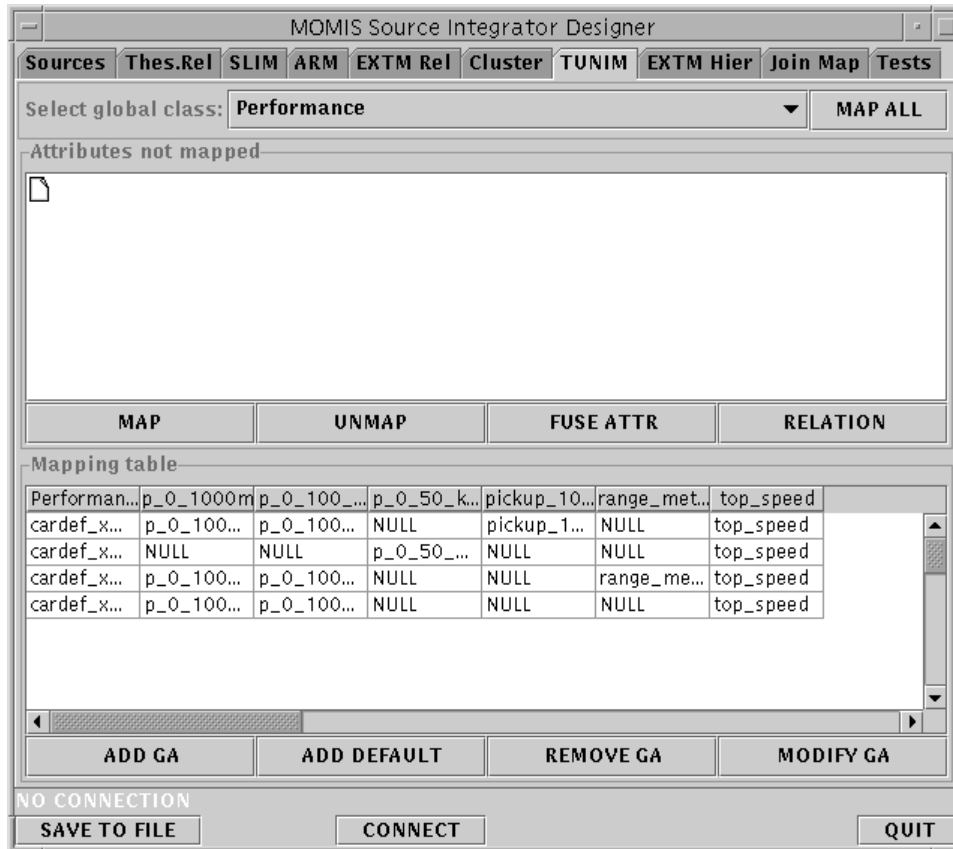 MOMIS Source Integrator Designer
Sources Thes.Rel SLIM ARM EXTM Rel Cluster TUNIM EXTM Hier Join Map Tests
Select global class: Performance MAP ALL
Attributes not mapped
MAP UNMAP FUSE ATTR RELATION
Mapping table
Performan... p_0_1000m p_0_100_... p_0_50_k... pickup_10... range_met... top_speed
cardef_x... p_0_100... p_0_100... NULL pickup_1... NULL top_speed
cardef_x... NULL NULL p_0_50_... NULL NULL top_speed
cardef_x... p_0_100... p_0_100... NULL NULL range_me... top_speed
cardef_x... p_0_100... p_0_100... NULL NULL NULL top_speed
ADD GA ADD DEFAULT REMOVE GA MODIFY GA
NO CONNECTION
SAVE TO FILE CONNECT QUIT